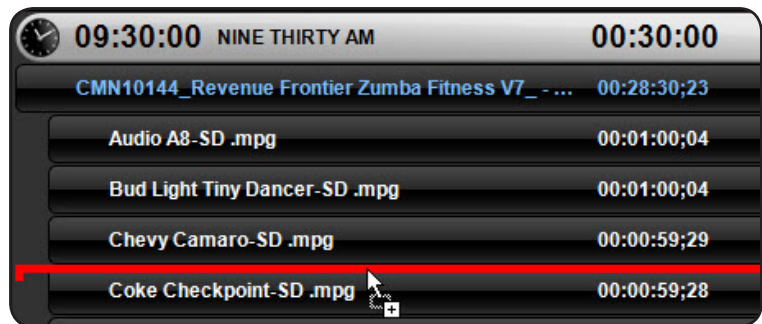 09:30:00 NINE THIRTY AM 00:30:00
CMN10144_Revenue Frontier Zumba Fitness V7_ - ... 00:28:30;23
Audio A8-SD .mpg 00:01:00;04
Bud Light Tiny Dancer-SD .mpg 00:01:00;04
Chevy Camaro-SD .mpg 00:00:59;29
Coke Checkpoint-SD .mpg 00:00:59;28